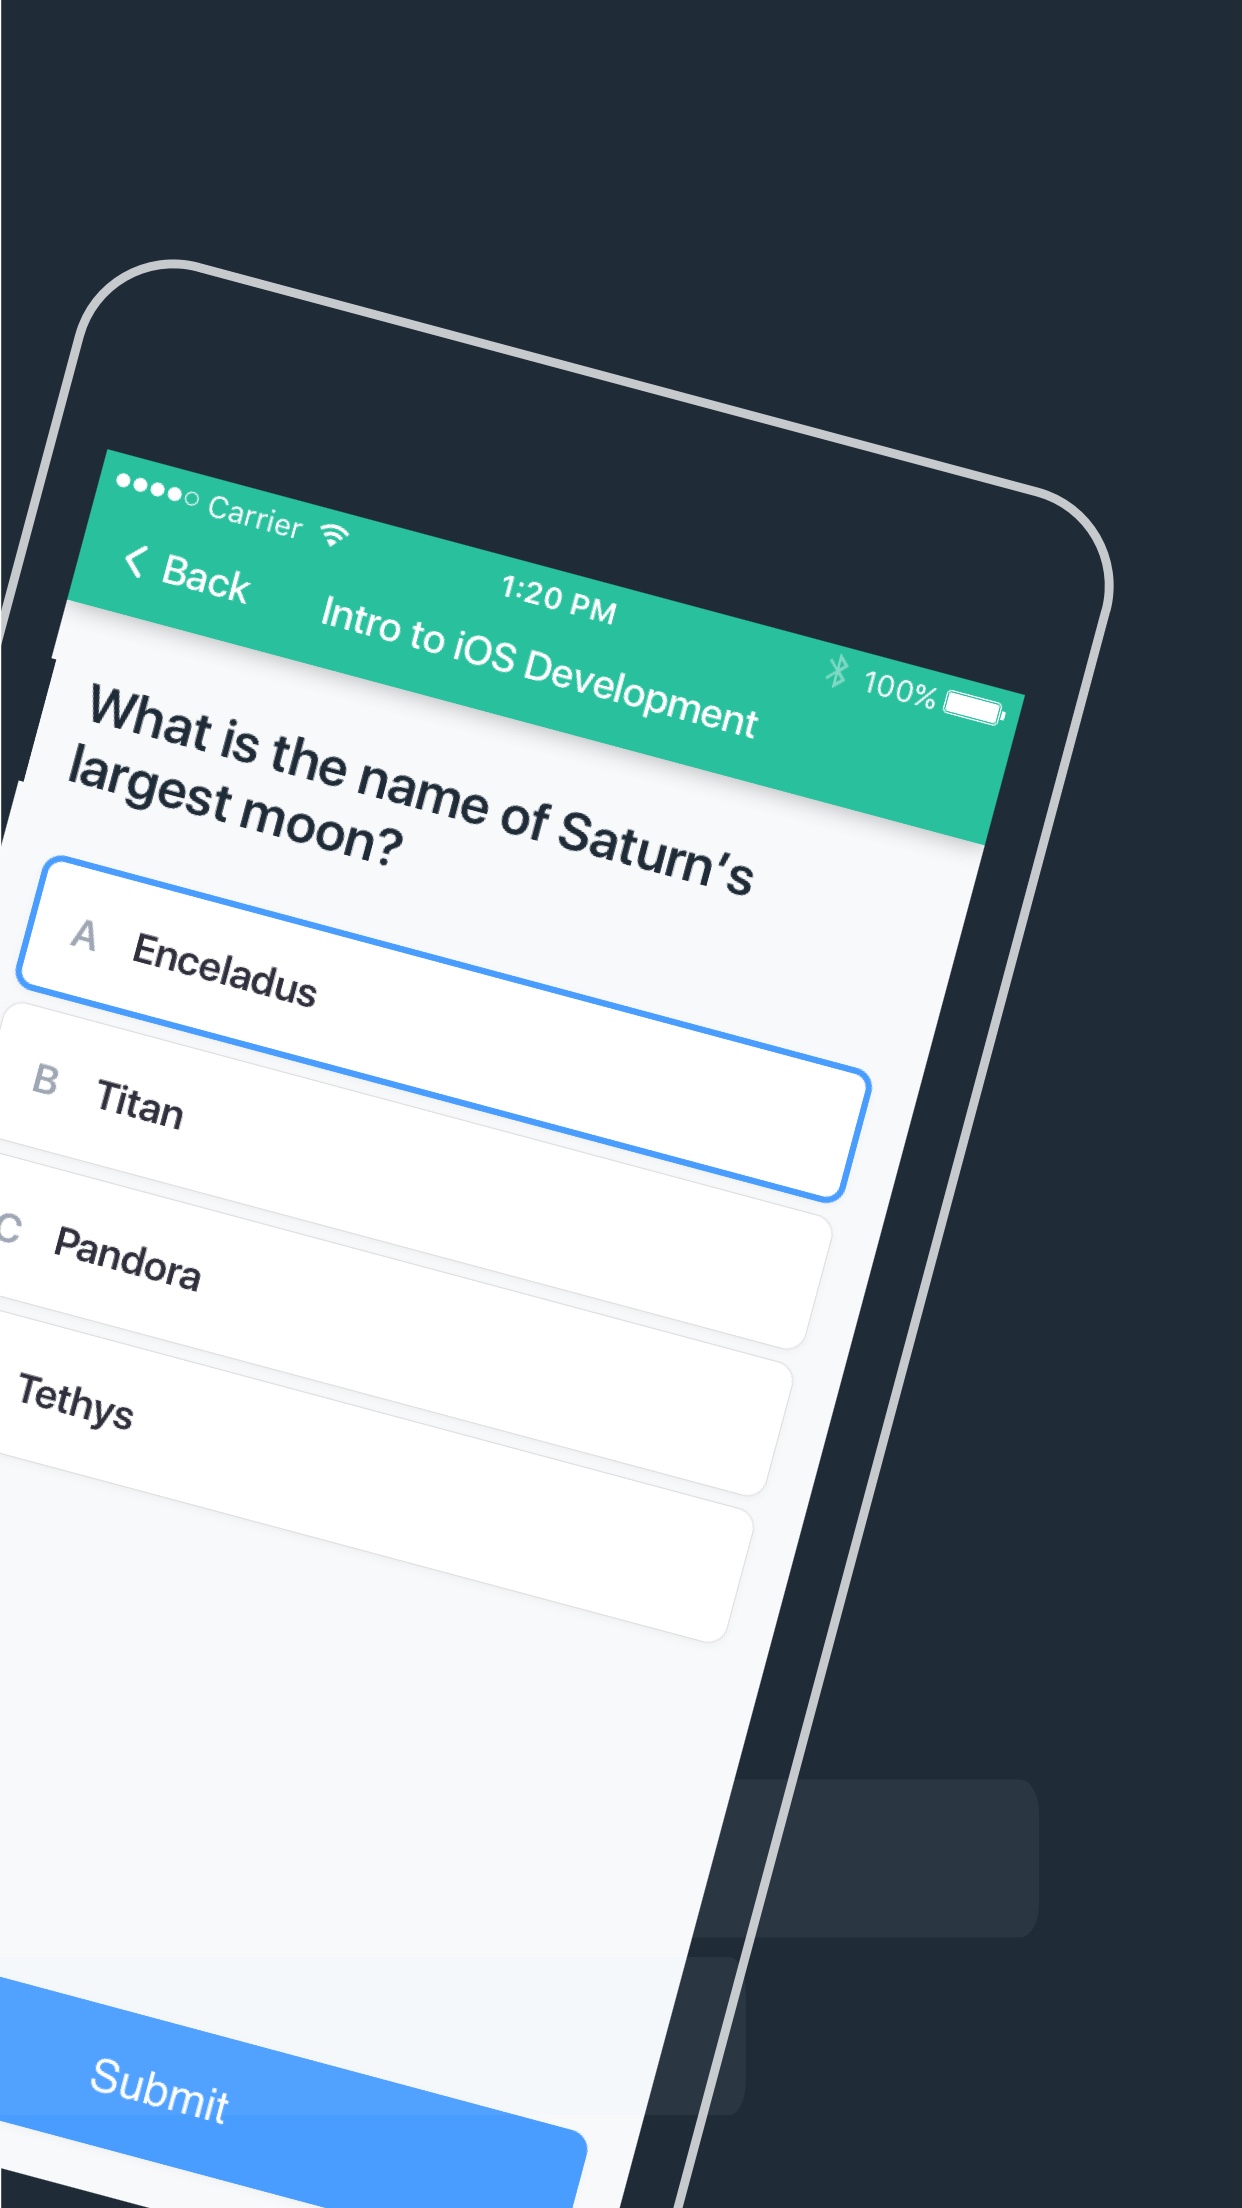 Carrier
1:20 PM
100%
Back
Intro to iOS Development
What is the name of Saturn’s
largest moon?
A Enceladus
B Titan
C Pandora
Tethys
Submit